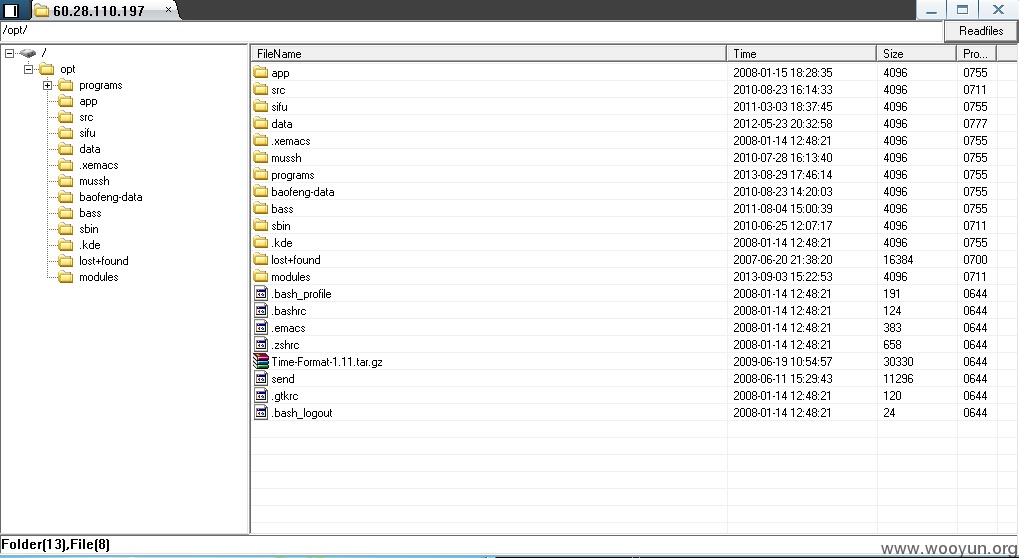 60.28.110.197 ×
/opt/ Readfiles
/ FileName Time Size Pro...
opt
programs
app
src
sifu
data
.xemacs
mussh
baofeng-data
bass
sbin
.kde
lost+found
modules
app 2008-01-15 18:28:35 4096 0755
src 2010-08-23 16:14:33 4096 0711
sifu 2011-03-03 18:37:45 4096 0755
data 2012-05-23 20:32:58 4096 0777
.xemacs 2008-01-14 12:48:21 4096 0755
mussh 2010-07-28 16:13:40 4096 0755
programs 2013-08-29 17:46:14 4096 0755
baofeng-data 2010-08-23 14:20:03 4096 0755
bass 2011-08-04 15:00:39 4096 0755
sbin 2010-06-25 12:07:17 4096 0711
.kde 2008-01-14 12:48:21 4096 0755
lost+found 2007-06-20 21:38:20 16384 0700
modules 2013-09-03 15:22:53 4096 0711
.bash_profile 2008-01-14 12:48:21 191 0644
.bashrc 2008-01-14 12:48:21 124 0644
.emacs 2008-01-14 12:48:21 383 0644
.zshrc 2008-01-14 12:48:21 658 0644
Time-Format-1.11.tar.gz 2009-06-19 10:54:57 30330 0644
send 2008-06-11 15:29:43 11296 0644
.gtkrc 2008-01-14 12:48:21 120 0644
.bash_logout 2008-01-14 12:48:21 24 0644
Folder(13),File(8)
www.wooyun.org